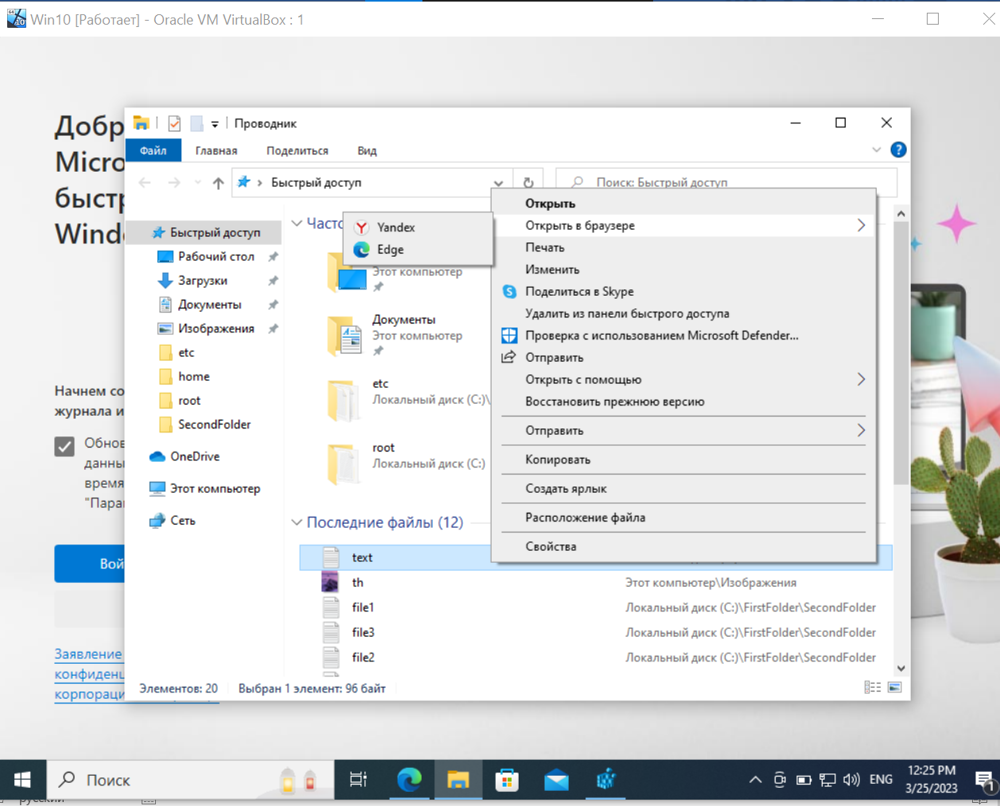 Win10 [Работает] - Oracle VM VirtualBox : 1
Добр
Micro
быстр
Windo
Начнем со
журнала и
Обнов
данны
время
"Парам
Вой
Заявление
конфиденц
корпораци
Проводник
Файл
Главная
Поделиться
Вид
?
Быстрый доступ
Поиск: Быстрый доступ
Быстрый доступ
Рабочий стол
Загрузки
Документы
Изображения
etc
home
root
SecondFolder
OneDrive
Этот компьютер
Сеть
Часто
Этот компьютер
Документы
Этот компьютер
etc
Локальный диск (C:)\
root
Локальный диск (C:)
Последние файлы (12)
text
th
Этот компьютер\Изображения
file1
Локальный диск (C:)\FirstFolder\SecondFolder
file3
Локальный диск (C:)\FirstFolder\SecondFolder
file2
Локальный диск (C:)\FirstFolder\SecondFolder
Элементов: 20
Выбран 1 элемент: 96 байт
Yandex
Edge
Открыть
Открыть в браузере
Печать
Изменить
Поделиться в Skype
Удалить из панели быстрого доступа
Проверка с использованием Microsoft Defender...
Отправить
Открыть с помощью
Восстановить прежнюю версию
Отправить
Копировать
Создать ярлык
Расположение файла
Свойства
Поиск
ENG
12:25 PM
3/25/2023
1
русский